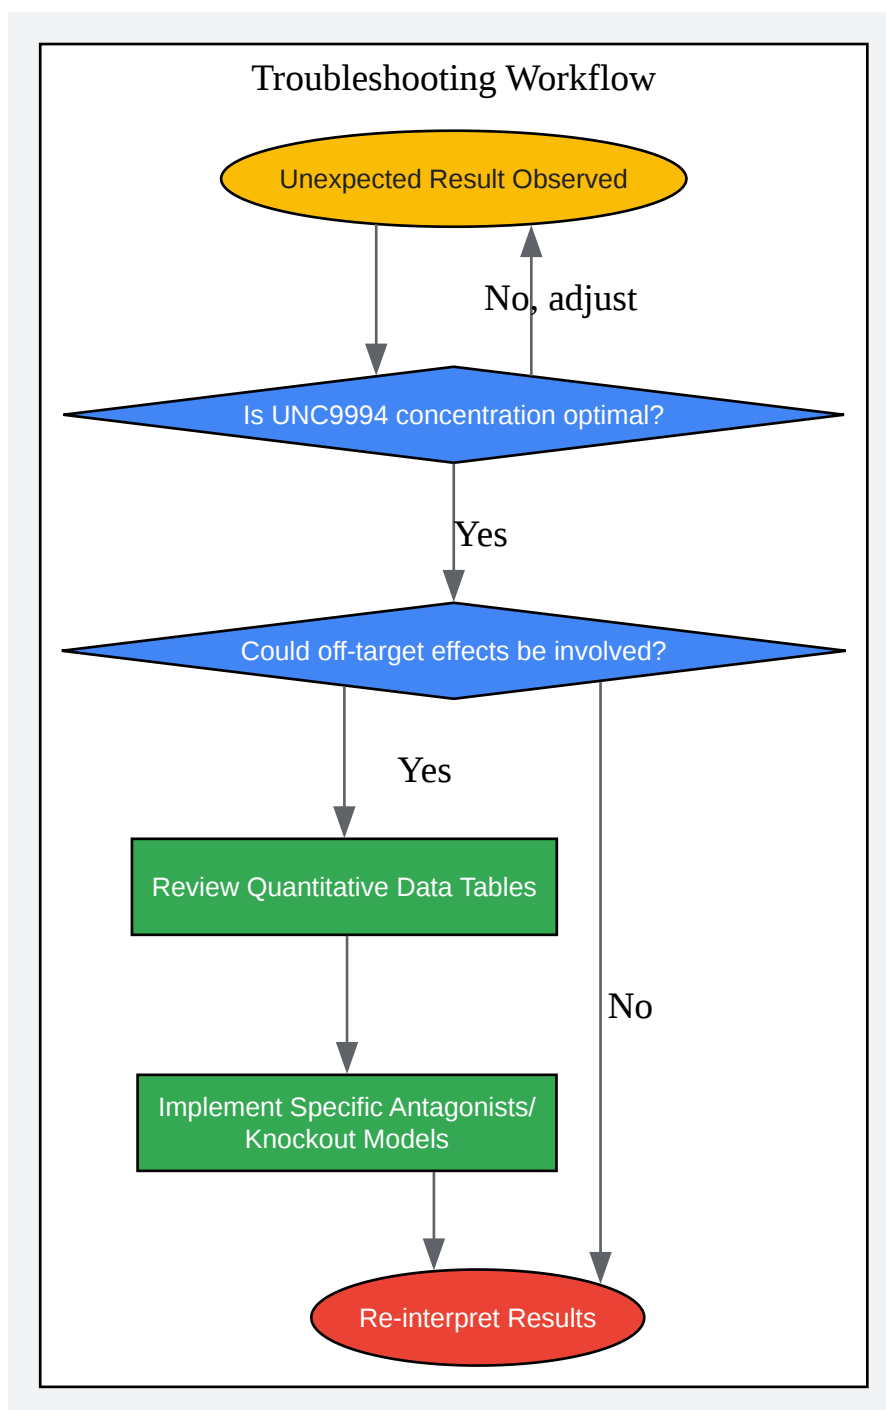 Troubleshooting Workflow
Unexpected Result Observed
No, adjust
Is UNC9994 concentration optimal?
Yes
Could off-target effects be involved?
Yes
Review Quantitative Data Tables
No
Implement Specific Antagonists/
Knockout Models
Re-interpret Results